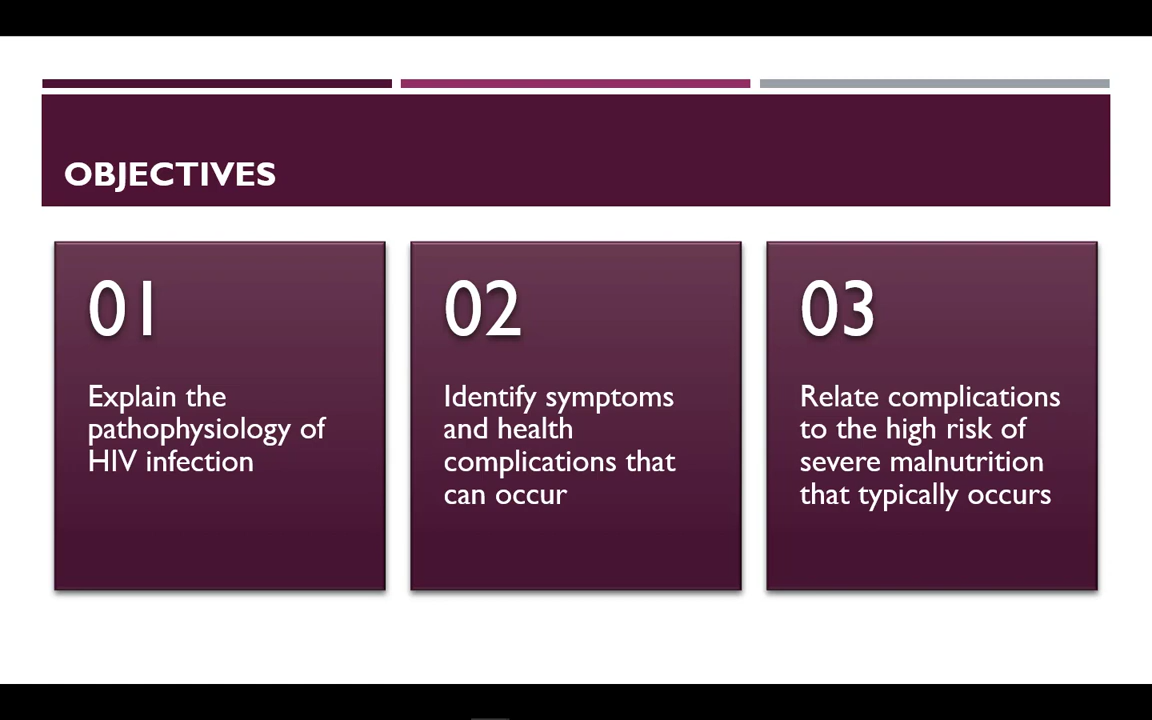 OBJECTIVES
01
Explain the
pathophysiology of
HIV infection
02
Identify symptoms
and health
complications that
can occur
03
Relate complications
to the high risk of
severe malnutrition
that typically occurs